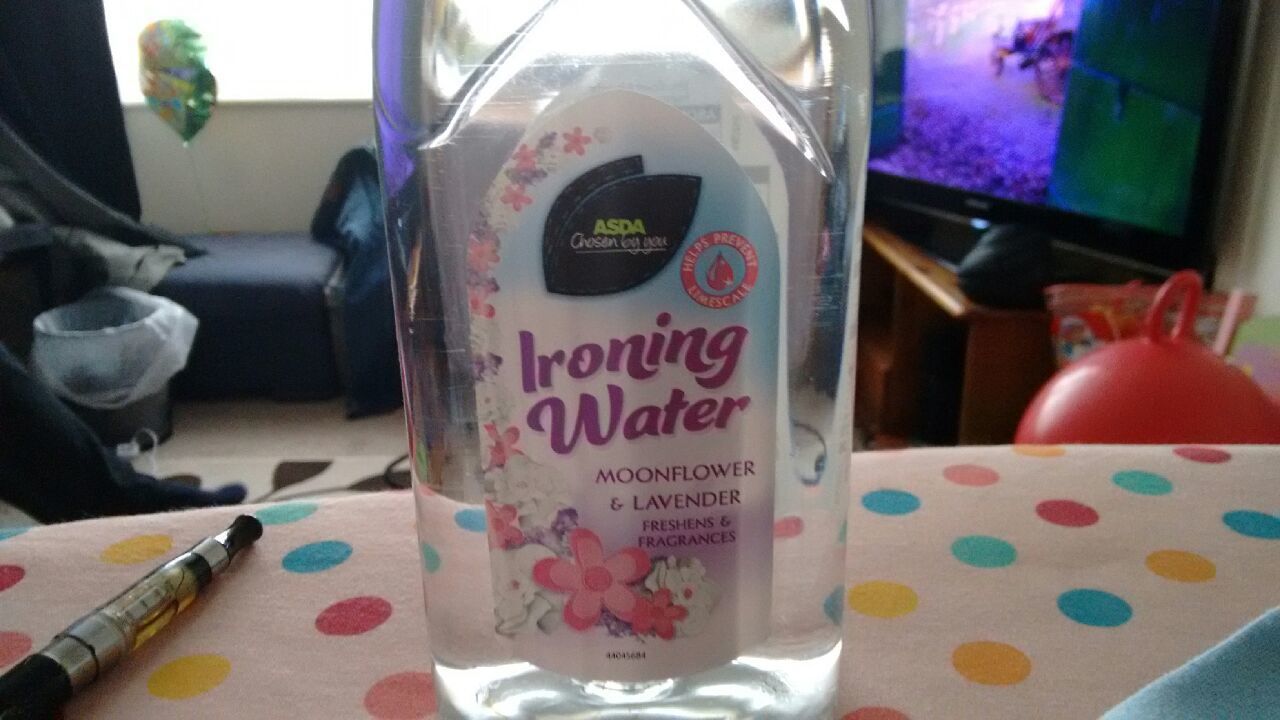 ASDA
Chosen by you
HELPS PREVENT
LIMESCALE
Ironing
Water
MOONFLOWER
& LAVENDER
FRESHENS &
FRAGRANCES
44045684